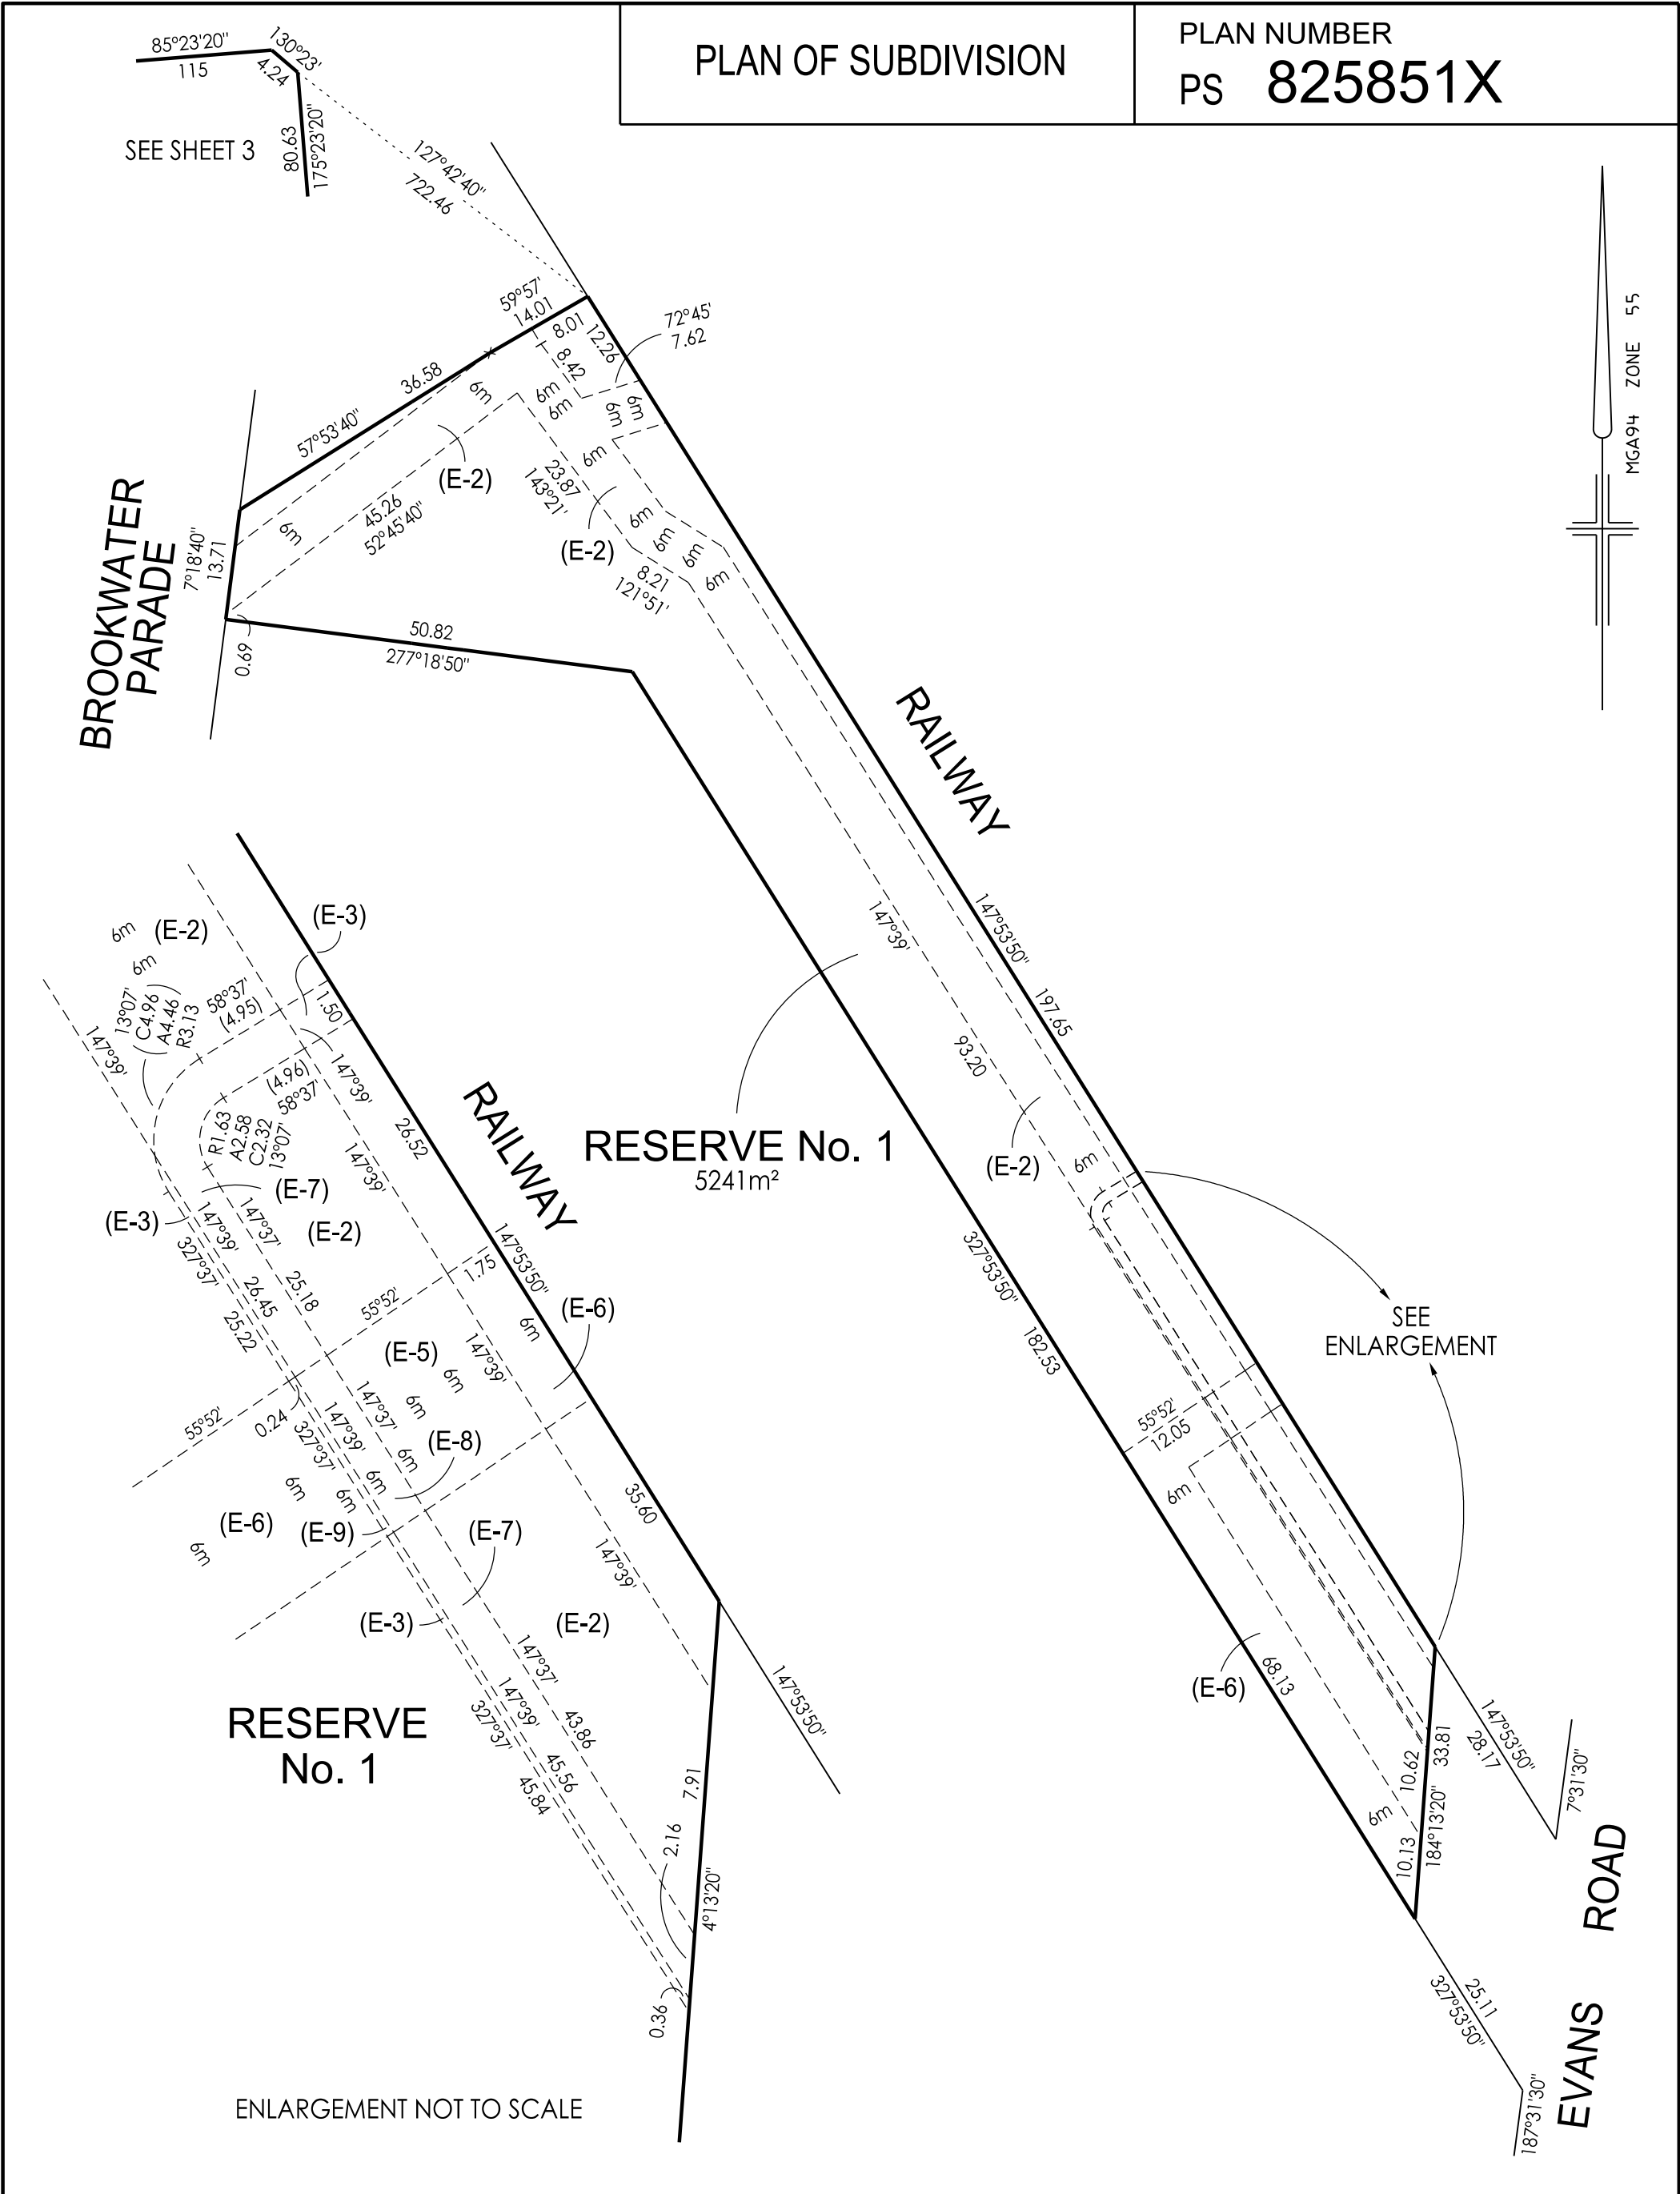 PLAN OF SUBDIVISION
PLAN NUMBER
PS 825851X
85°23'20"
115
130°23'
4.24
80.63
175°23'20"
SEE SHEET 3
127°42'40"
722.46
MGA94 ZONE 55
59°57'
14.01
8.01
12.26
72°45'
7.62
8.42
36.58
57°53'40"
6m
6m
6m
6m
6m
6m
(E-2)
23.87
143°21'
6m
45.26
52°45'40"
(E-2)
6m
6m
6m
6m
8.21
121°51'
BROOKWATER
PARADE
7°18'40"
13.71
0.69
50.82
277°18'50"
RAILWAY
147°39'
147°53'50"
197.65
93.20
RESERVE No. 1
5241m²
(E-2)
6m
327°53'50"
182.53
SEE
ENLARGEMENT
55°52'
12.05
6m
(E-6)
68.13
10.62
33.81
6m
10.13
184°13'20"
147°53'50"
28.17
7°31'30"
EVANS ROAD
25.11
327°53'50"
187°31'30"
(E-3)
6m
(E-2)
6m
13°07'
C4.96
A4.46
R3.13
58°37'
(4.95)
1.50
147°39'
147°39'
(4.96)
58°37'
R1.63
A2.58
C2.32
13°07'
26.52
147°39'
RAILWAY
(E-7)
(E-3)
(E-2)
147°39'
327°37'
147°37'
26.45
25.18
25.22
147°53'50"
1.75
55°52'
(E-6)
6m
(E-5)
147°39'
6m
6m
147°37'
55°52'
0.24
147°39'
327°37'
(E-8)
6m
6m
6m
6m
(E-6)
(E-9)
6m
(E-7)
35.60
147°39'
(E-3)
(E-2)
147°37'
147°39'
327°37'
43.86
45.56
45.84
147°53'50"
RESERVE
No. 1
7.91
2.16
4°13'20"
0.36
ENLARGEMENT NOT TO SCALE